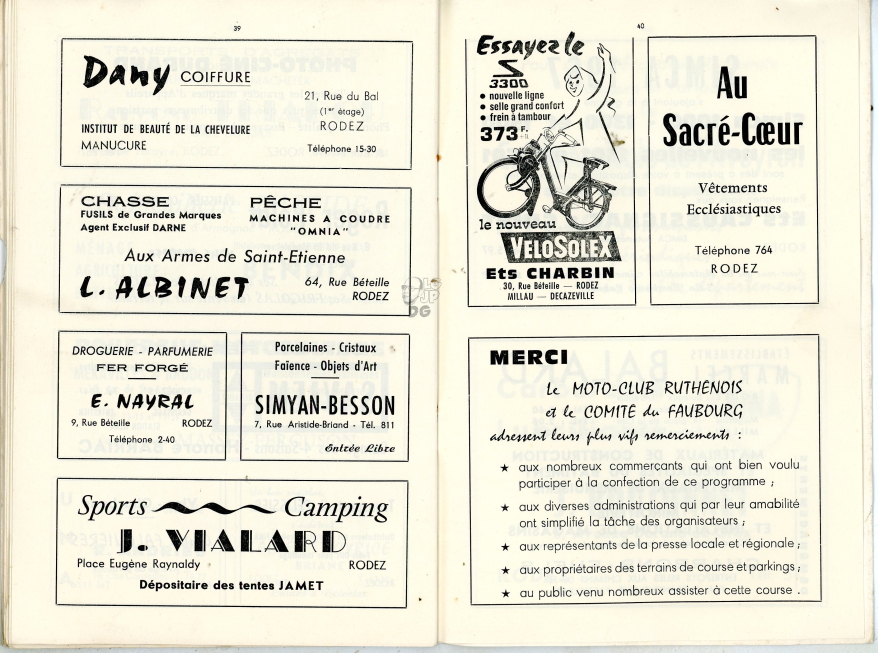 39
Dany COIFFURE
21, Rue du Bal
(1er étage)
RODEZ
INSTITUT DE BEAUTÉ DE LA CHEVELURE
MANUCURE
Téléphone 15-30
CHASSE
FUSILS de Grandes Marques
Agent Exclusif DARNE
PÊCHE
MACHINES A COUDRE
"OMNIA"
Aux Armes de Saint-Etienne
L. ALBINET
64, Rue Béteille
RODEZ
DROGUERIE - PARFUMERIE
FER FORGÉ
E. NAYRAL
9, Rue Béteille RODEZ
Téléphone 2-40
Porcelaines - Cristaux
Faïence - Objets d'Art
SIMYAN-BESSON
7, Rue Aristide-Briand - Tél. 811
Entrée Libre
Sports Camping
J. VIALARD
Place Eugène Raynaldy RODEZ
Dépositaire des tentes JAMET
40
Essayez le
S
3300
• nouvelle ligne
• selle grand confort
• frein à tambour
373 F.
le nouveau
VELOSOLEX
Ets CHARBIN
30, Rue Béteille — RODEZ
MILLAU — DECAZEVILLE
Au
Sacré-Cœur
Vêtements
Ecclésiastiques
Téléphone 764
RODEZ
MERCI
Le MOTO-CLUB RUTHÉNOIS
et le COMITÉ du FAUBOURG
adressent leurs plus vifs remerciements :
★ aux nombreux commerçants qui ont bien voulu
participer à la confection de ce programme ;
★ aux diverses administrations qui par leur amabilité
ont simplifié la tâche des organisateurs ;
★ aux représentants de la presse locale et régionale ;
★ aux propriétaires des terrains de course et parkings ;
★ au public venu nombreux assister à cette course .